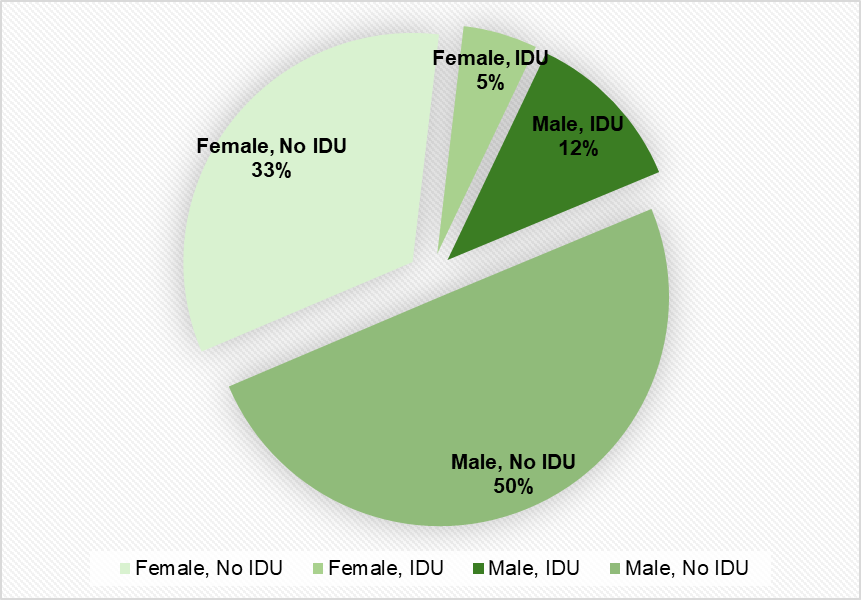 Female, IDU
5%
Male, IDU
12%
Female, No IDU
33%
Male, No IDU
50%
Female, No IDU
Female, IDU
Male, IDU
Male, No IDU